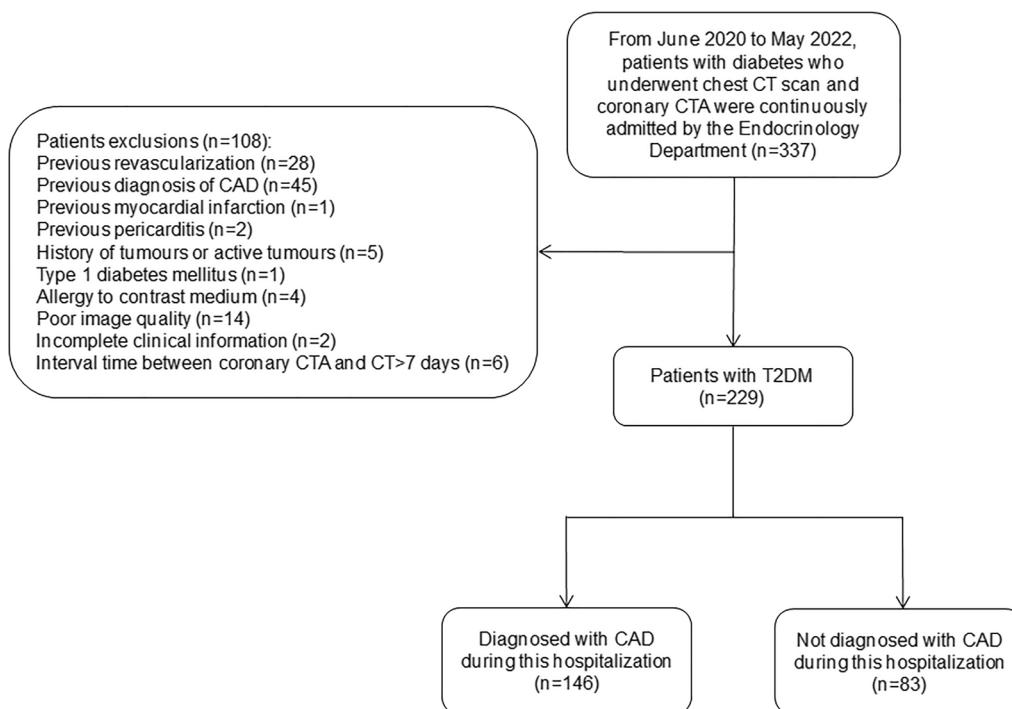 From June 2020 to May 2022,
patients with diabetes who
underwent chest CT scan and
coronary CTA were continuously
admitted by the Endocrinology
Department (n=337)
Patients exclusions (n=108):
Previous revascularization (n=28)
Previous diagnosis of CAD (n=45)
Previous myocardial infarction (n=1)
Previous pericarditis (n=2)
History of tumours or active tumours (n=5)
Type 1 diabetes mellitus (n=1)
Allergy to contrast medium (n=4)
Poor image quality (n=14)
Incomplete clinical information (n=2)
Interval time between coronary CTA and CT>7 days (n=6)
Patients with T2DM
(n=229)
Diagnosed with CAD
during this hospitalization
(n=146)
Not diagnosed with CAD
during this hospitalization
(n=83)